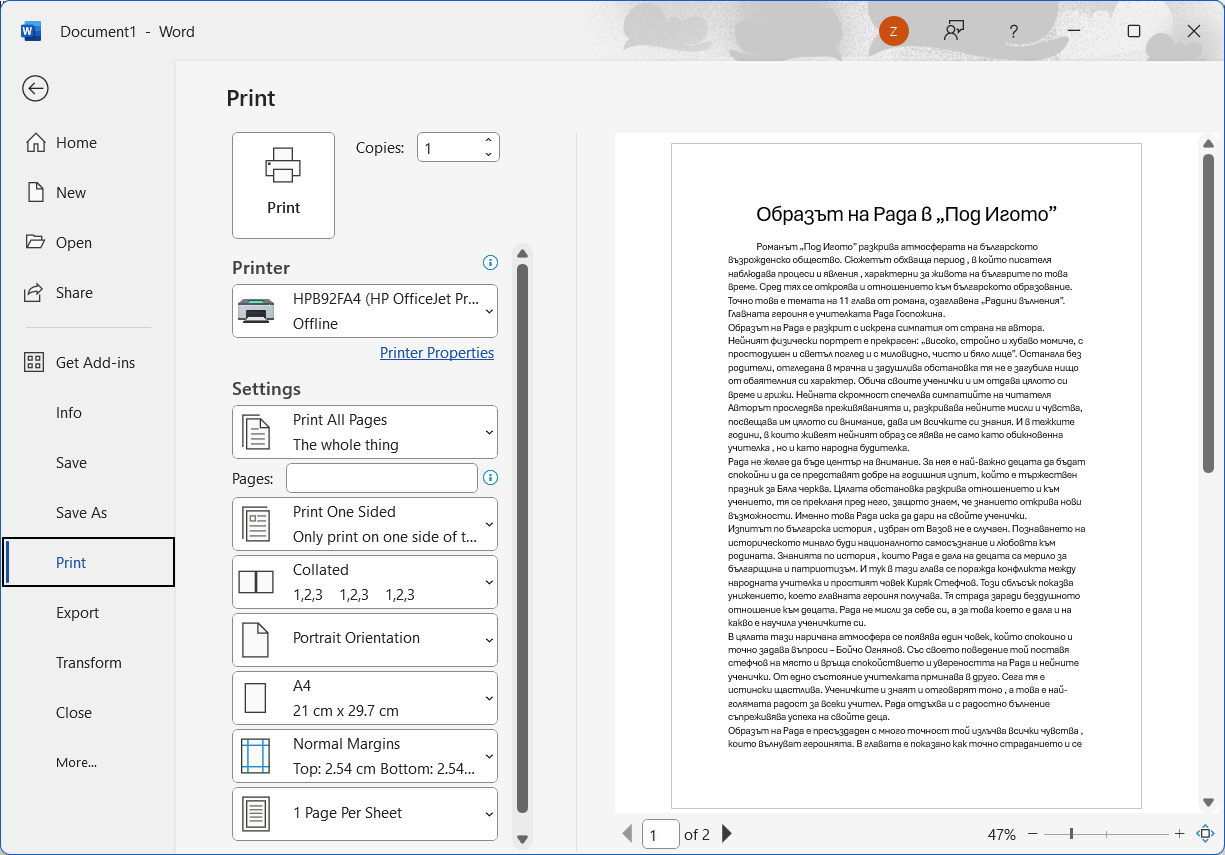 Document1 - Word
Z
?
Home
New
Open
Share
Get Add-ins
Info
Save
Save As
Print
Export
Transform
Close
More...
Print
Print
Copies:
1
Printer
HPB92FA4 (HP OfficeJet Pr...
Offline
Printer Properties
Settings
Print All Pages
The whole thing
Pages:
Print One Sided
Only print on one side of t...
Collated
1,2,3 1,2,3 1,2,3
Portrait Orientation
A4
21 cm x 29.7 cm
Normal Margins
Top: 2.54 cm Bottom: 2.54...
1 Page Per Sheet
Образът на Рада в „Под Игото”
Романът „Под Игото” разкрива атмосферата на българското
възрожденско общество. Сюжетът обхваща период , в който писателя
наблюдава процеси и явления , характерни за живота на българите по това
време. Сред тях се откроява и отношението към българското образование.
Точно това е темата на 11 глава от романа, озаглавена „Радини вълнения”.
Главната героиня е учителката Рада Госпожина.
Образът на Рада е разкрит с искрена симпатия от страна на автора.
Нейният физически портрет е прекрасен: „високо, стройно и хубаво момиче, с
простодушен и светъл поглед и с миловидно, чисто и бяло лице”. Останала без
родители, отгледана в мрачна и задушлива обстановка тя не е загубила нищо
от обаятелния си характер. Обича своите ученички и им отдава цялото си
време и грижи. Нейната скромност спечелва симпатийте на читателя
Авторът проследява преживяванията и, разкривава нейните мисли и чувства,
посвещава им цялото си внимание, дава им всичките си знания. И в тежките
години, в които живеят нейният образ се явява не само като обикновенна
учителка , но и като народна будителка.
Рада не желае да бъде център на внимание. За нея е най-важно децата да бъдат
спокойни и да се представят добре на годишния изпит, който е тържествен
празник за Бяла черква. Цялата обстановка разкрива отношението и към
учението, тя се прекланя пред него, защото знаем, че знанието открива нови
възможности. Именно това Рада иска да дари на свойте ученички.
Изпитът по българска история , избран от Вазов не е случаен. Познаването на
историческото минало буди националното самосъзнание и любовта към
родината. Знанията по история , които Рада е дала на децата са мерило за
българщина и патриотизъм. И тук в тази глава се поражда конфликта между
народната учителка и простият човек Киряк Стефчов. Този сблъсък показва
унижението, което главната героиня получава. Тя страда заради бездушното
отношение към децата. Рада не мисли за себе си, а за това което е дала и на
какво е научила ученичките си.
В цялата тази наричана атмосфера се появява един човек, който спокоино и
точно задава въпроси – Бойчо Огнянов. Със своето поведение той поставя
стефчов на място и връща спокойствието и увереността на Рада и нейните
ученички. От едно състояние учителката прминава в друго. Сега тя е
истински щастлива. Ученичките и знаят и отговарят тоно , а това е най-
голямата радост за всеки учител. Рада отдъхва и с радостно бълнение
съпреживява успеха на свойте деца.
Образът на Рада е пресъздаден с много точност той излъчва всички чувства ,
които вълнуват героинята. В главата е показано как точно страданието и се
1 of 2
47%